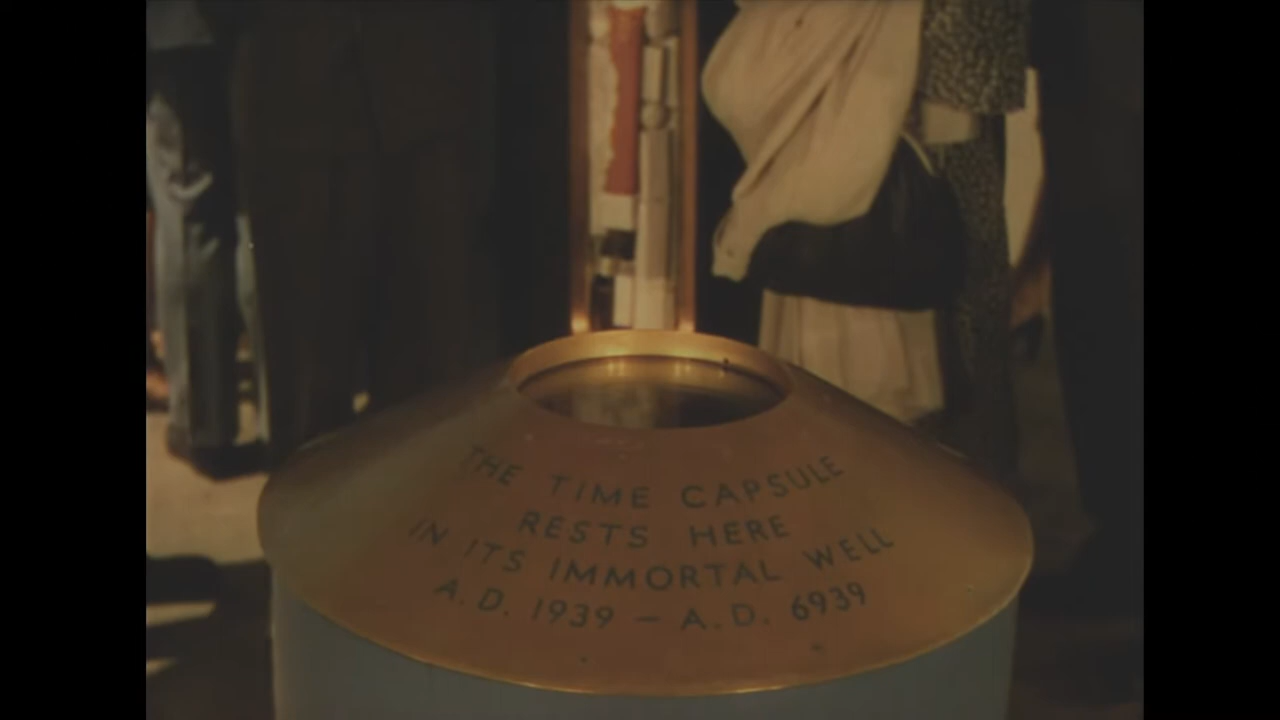 THE TIME CAPSULE
RESTS HERE
IN ITS IMMORTAL WELL
A.D. 1939 – A.D. 6939